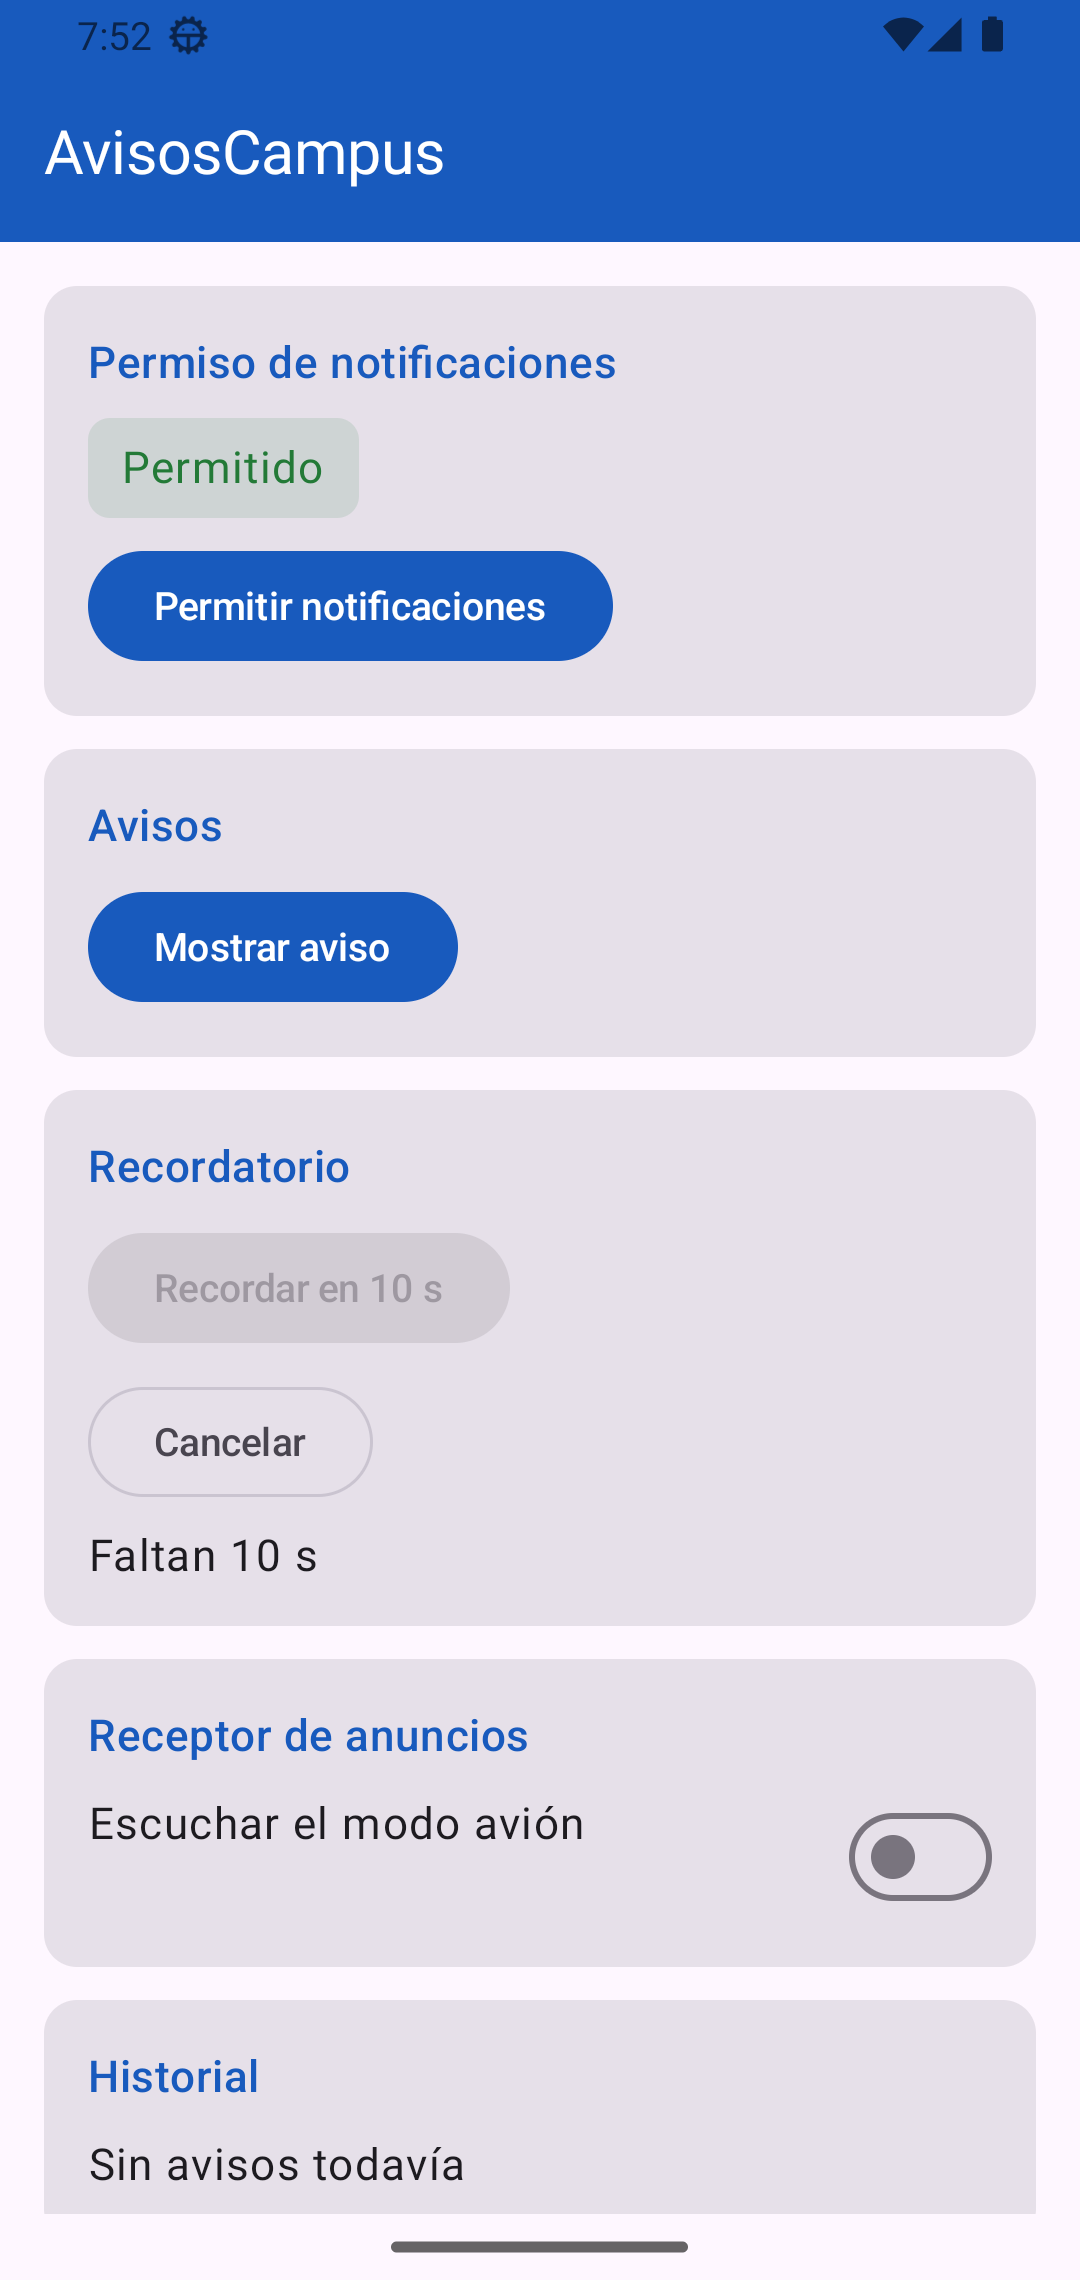 7:52
AvisosCampus
Permiso de notificaciones
Permitido
Permitir notificaciones
Avisos
Mostrar aviso
Recordatorio
Recordar en 10 s
Cancelar
Faltan 10 s
Receptor de anuncios
Escuchar el modo avión
Historial
Sin avisos todavía